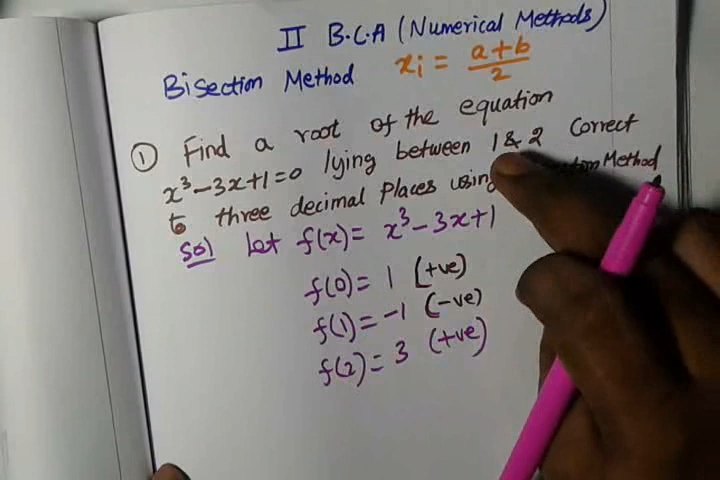 II B.C.A (Numerical Methods)
Bisection Method xi = a+b/2
① Find a root of the equation
x³-3x+1=0 lying between 1 & 2 Correct
to three decimal places using Method
Sol Let f(x) = x³-3x+1
f(0) = 1 (+ve)
f(1) = -1 (-ve)
f(2) = 3 (+ve)